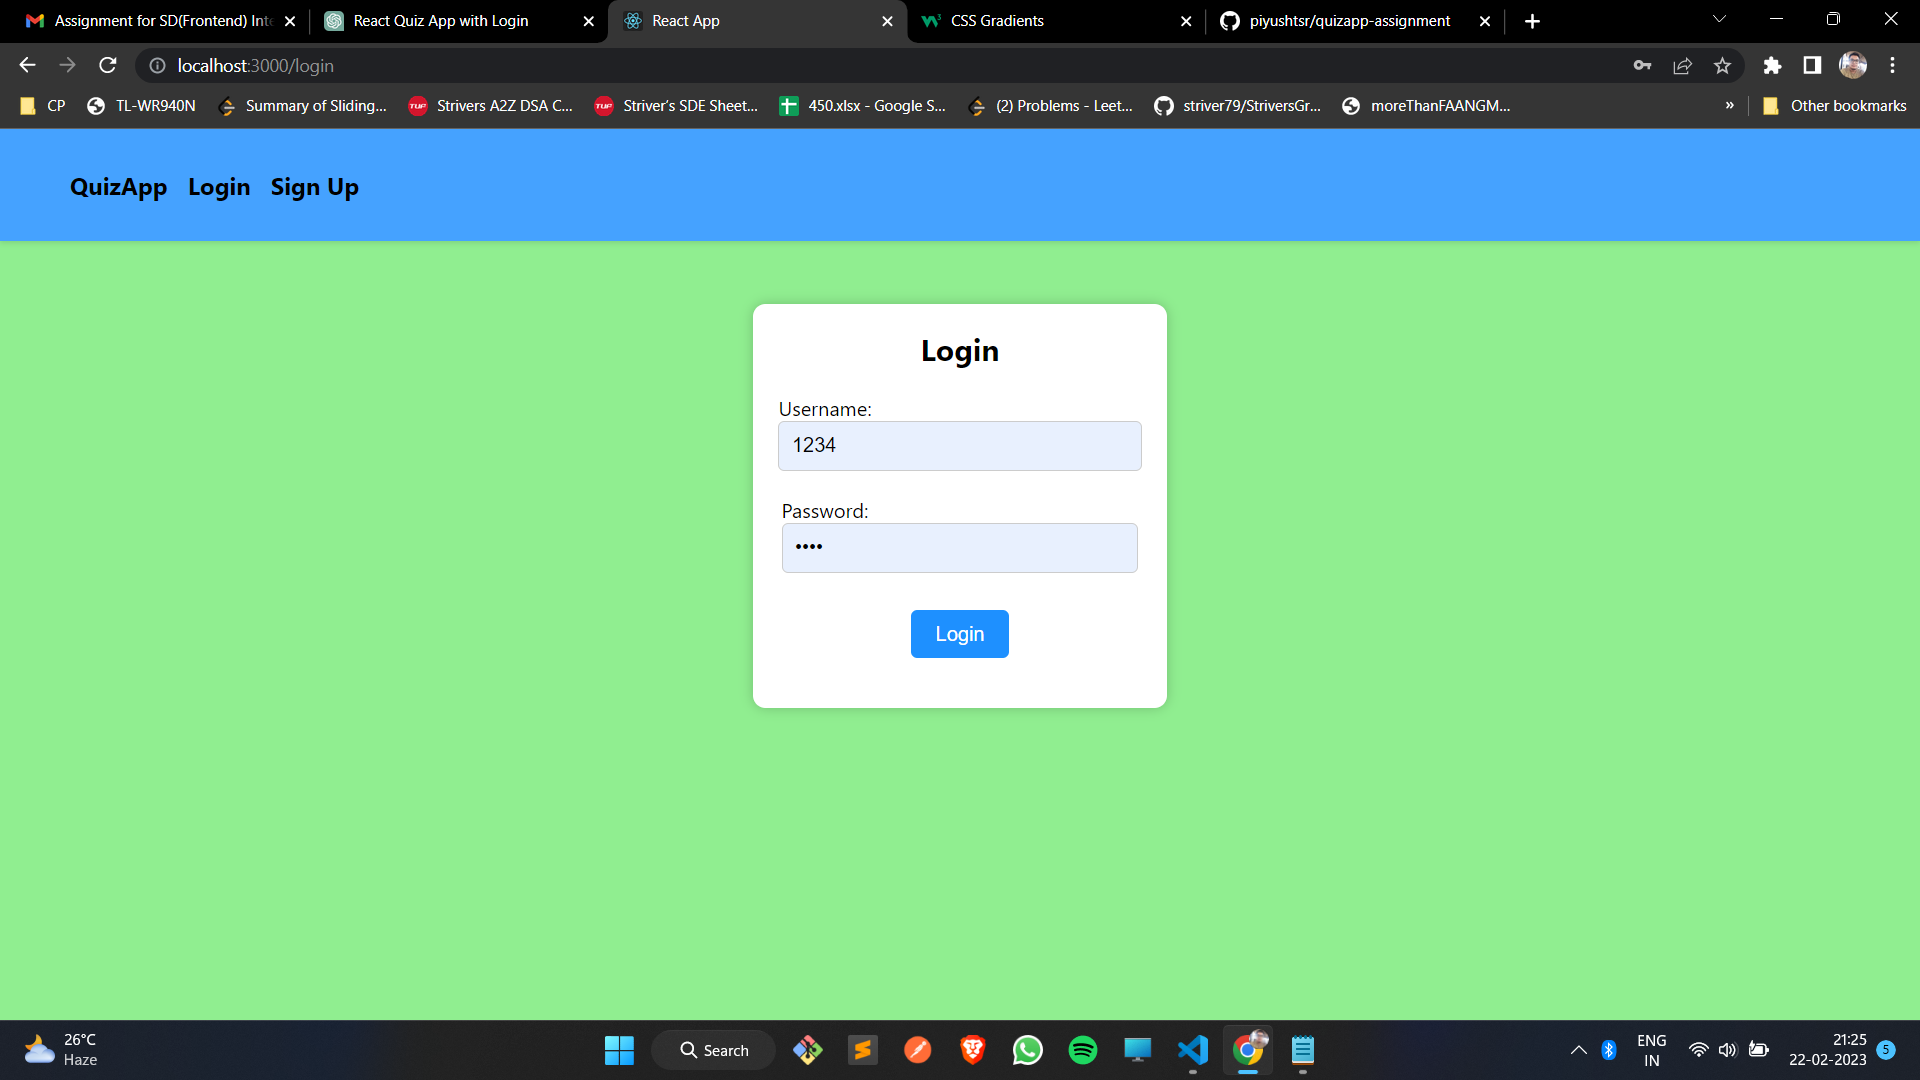 Assignment for SD(Frontend) Inte
React Quiz App with Login
React App
CSS Gradients
piyushtsr/quizapp-assignment
localhost:3000/login
CP
TL-WR940N
Summary of Sliding...
TUF
Strivers A2Z DSA C...
TUF
Striver's SDE Sheet...
450.xlsx - Google S...
(2) Problems - Leet...
striver79/StriversGr...
moreThanFAANGM...
»
Other bookmarks
QuizApp Login Sign Up
Login
Username:
1234
Password:
••••
Login
26°C
Haze
Search
ENG
IN
21:25
22-02-2023
5